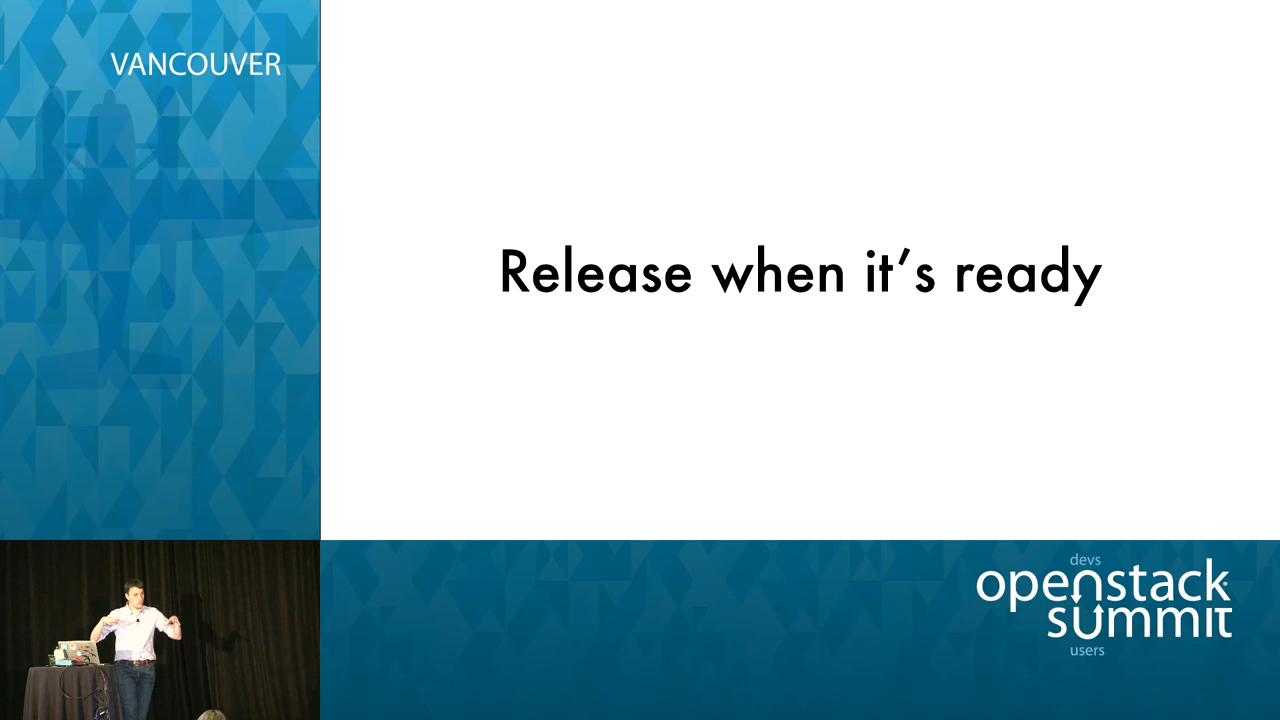 VANCOUVER
Release when it's ready
devs
openstack
summit
users